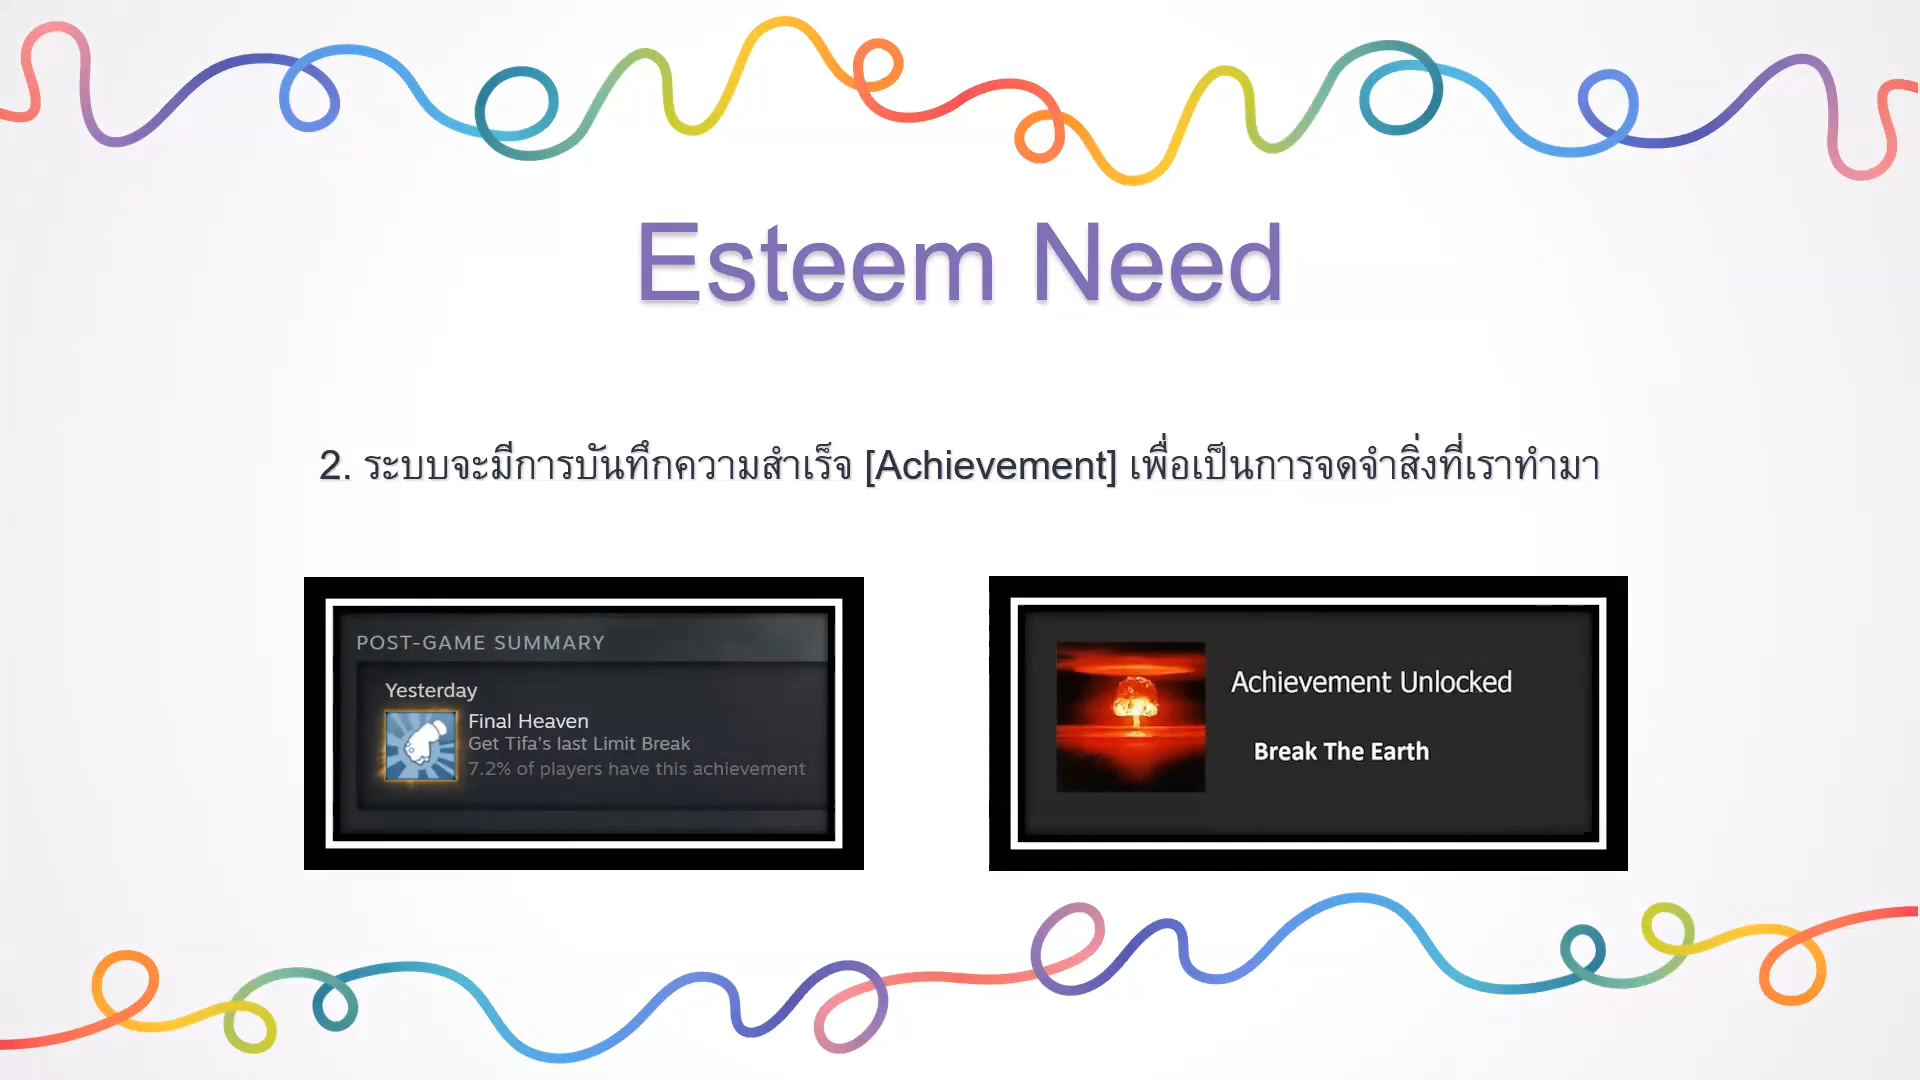 Esteem Need
2. ระบบจะมีการบันทึกความสำเร็จ [Achievement] เพื่อเป็นการจดจำสิ่งที่เราทำมา
POST-GAME SUMMARY
Yesterday
Final Heaven
Get Tifa's last Limit Break
7.2% of players have this achievement
Achievement Unlocked
Break The Earth